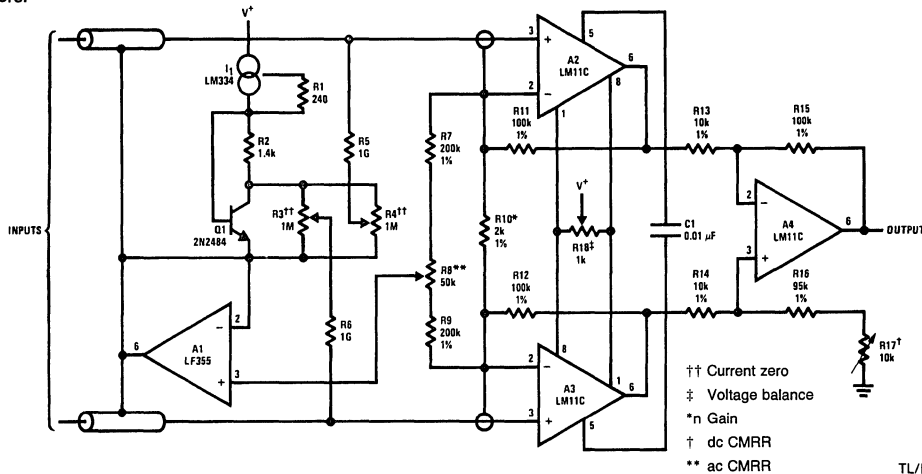 V+
I1
LM334
R1
240
R2
1.4k
Q1
2N2484
R3††
1M
R4††
1M
R5
1G
R6
1G
INPUTS
A1
LF355
2
3
6
R7
200k
1%
R8**
50k
R9
200k
1%
R10*
2k
1%
R11
100k
1%
R12
100k
1%
3
2
A2
LM11C
5
6
8
1
V+
R18‡
1k
C1
0.01 μF
2
3
A3
LM11C
8
1
6
5
R13
10k
1%
R14
10k
1%
R15
100k
1%
R16
95k
1%
2
3
A4
LM11C
6
OUTPUT
R17†
10k
†† Current zero
‡ Voltage balance
*n Gain
† dc CMRR
** ac CMRR